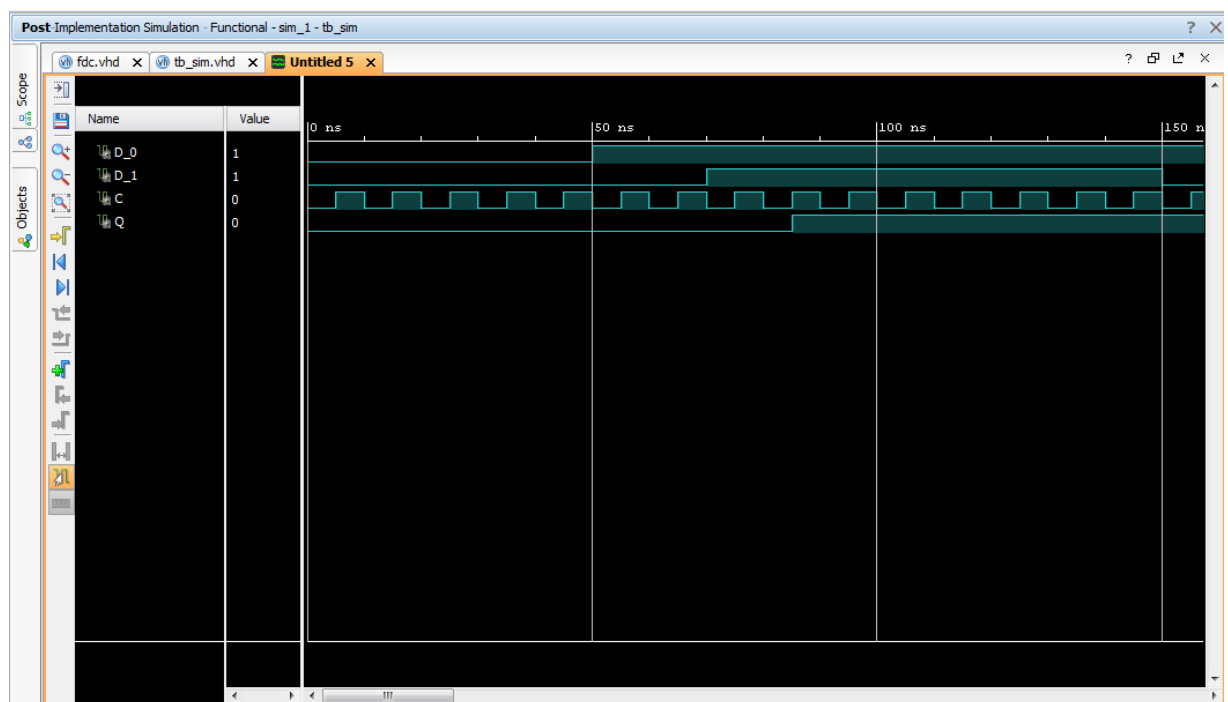 Post-Implementation Simulation - Functional - sim_1 - tb_sim
fdc.vhd
tb_sim.vhd
Untitled 5
Scope
Objects
Name Value
0 ns 50 ns 100 ns 150 n
D_0 1
D_1 1
C 0
Q 0